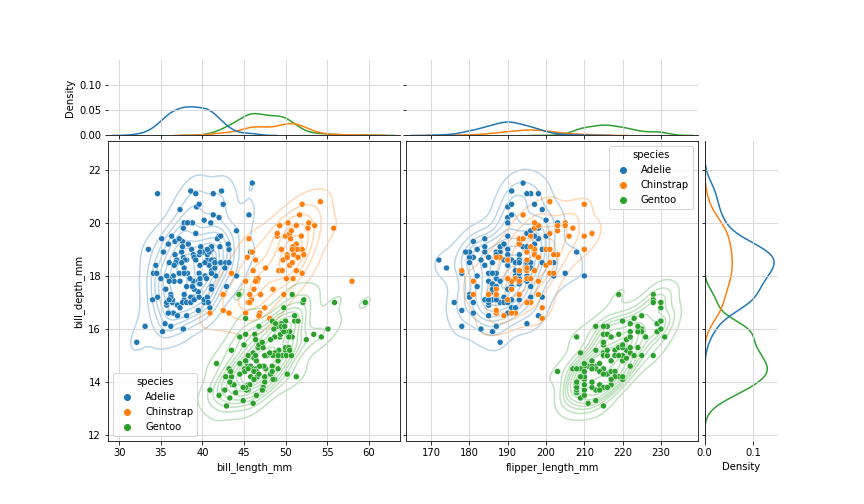 Density
0.10
0.05
0.00
bill_depth_mm
22
20
18
16
14
12
species
Adelie
Chinstrap
Gentoo
30 35 40 45 50 55 60
bill_length_mm
species
Adelie
Chinstrap
Gentoo
170 180 190 200 210 220 230
flipper_length_mm
0.0 0.1
Density